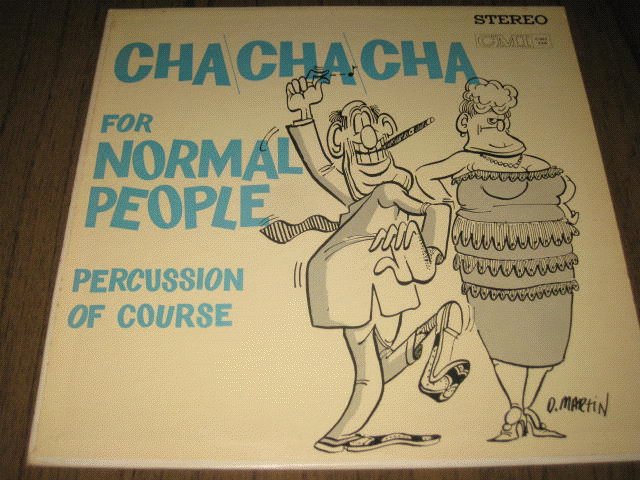 STEREO
CMI
CHA CHA CHA
FOR
NORMAL
PEOPLE
PERCUSSION
OF COURSE
D. MARTIN